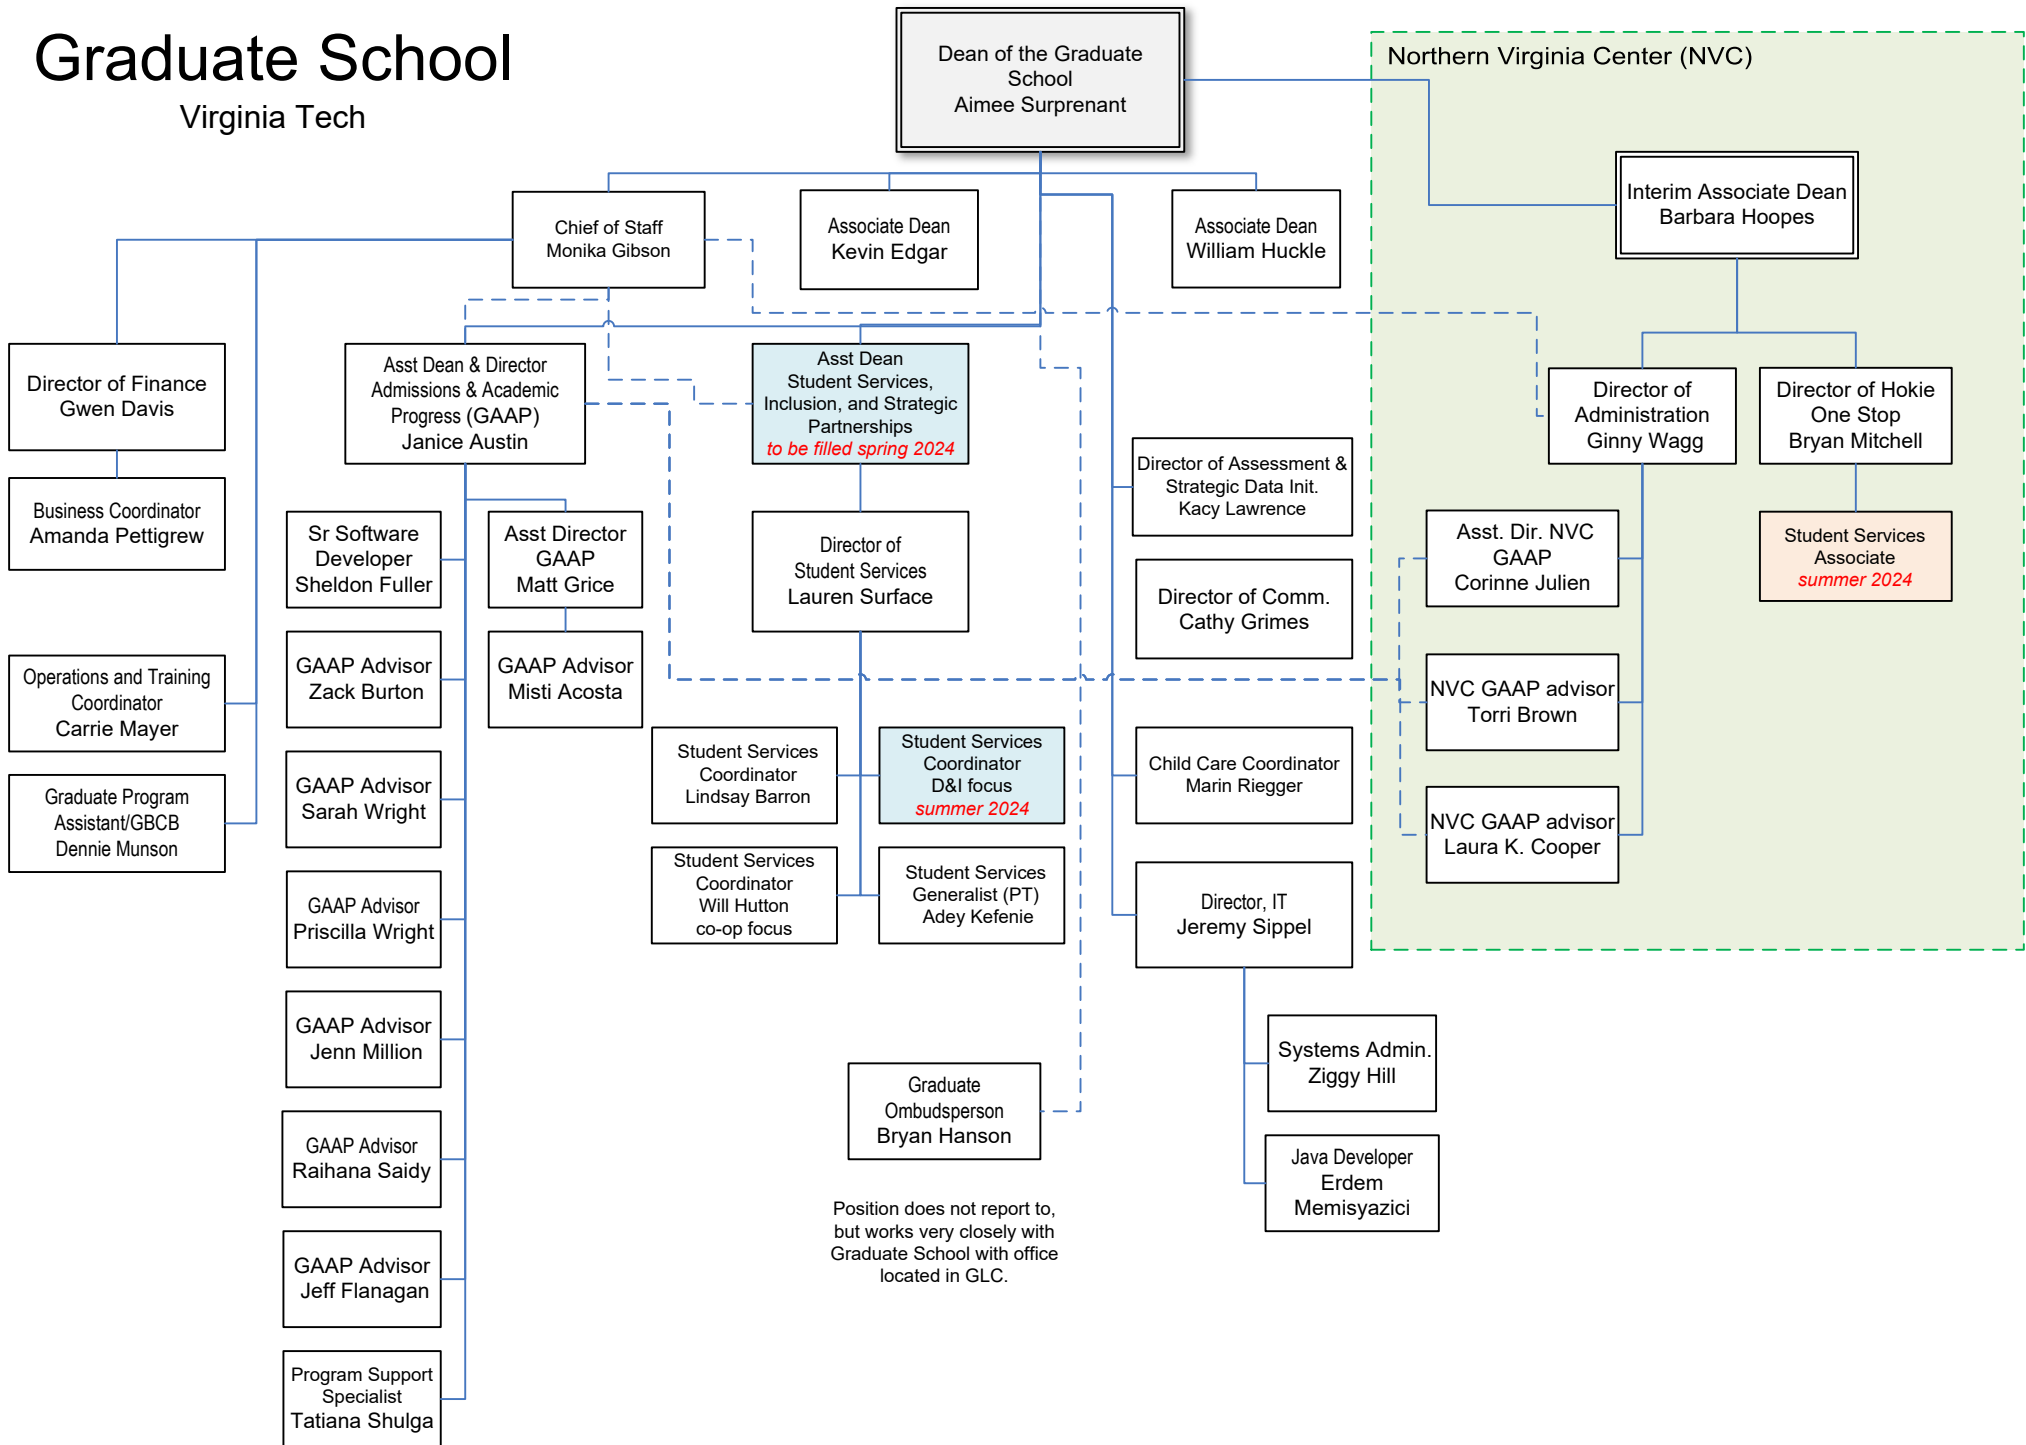 Graduate School
Virginia Tech
Dean of the Graduate
School
Aimee Surprenant
Northern Virginia Center (NVC)
Interim Associate Dean
Barbara Hoopes
Chief of Staff
Monika Gibson
Associate Dean
Kevin Edgar
Associate Dean
William Huckle
Director of Finance
Gwen Davis
Asst Dean & Director
Admissions & Academic
Progress (GAAP)
Janice Austin
Asst Dean
Student Services,
Inclusion, and Strategic
Partnerships
to be filled spring 2024
Director of
Administration
Ginny Wagg
Director of Hokie
One Stop
Bryan Mitchell
Director of Assessment &
Strategic Data Init.
Kacy Lawrence
Business Coordinator
Amanda Pettigrew
Sr Software
Developer
Sheldon Fuller
Asst Director
GAAP
Matt Grice
Director of
Student Services
Lauren Surface
Asst. Dir. NVC
GAAP
Corinne Julien
Student Services
Associate
summer 2024
Director of Comm.
Cathy Grimes
Operations and Training
Coordinator
Carrie Mayer
GAAP Advisor
Zack Burton
GAAP Advisor
Misti Acosta
NVC GAAP advisor
Torri Brown
Student Services
Coordinator
Lindsay Barron
Student Services
Coordinator
D&I focus
summer 2024
Child Care Coordinator
Marin Riegger
Graduate Program
Assistant/GBCB
Dennie Munson
GAAP Advisor
Sarah Wright
NVC GAAP advisor
Laura K. Cooper
Student Services
Coordinator
Will Hutton
co-op focus
Student Services
Generalist (PT)
Adey Kefenie
Director, IT
Jeremy Sippel
GAAP Advisor
Priscilla Wright
GAAP Advisor
Jenn Million
Systems Admin.
Ziggy Hill
Graduate
Ombudsperson
Bryan Hanson
GAAP Advisor
Raihana Saidy
Java Developer
Erdem
Memisyazici
Position does not report to,
but works very closely with
Graduate School with office
located in GLC.
GAAP Advisor
Jeff Flanagan
Program Support
Specialist
Tatiana Shulga